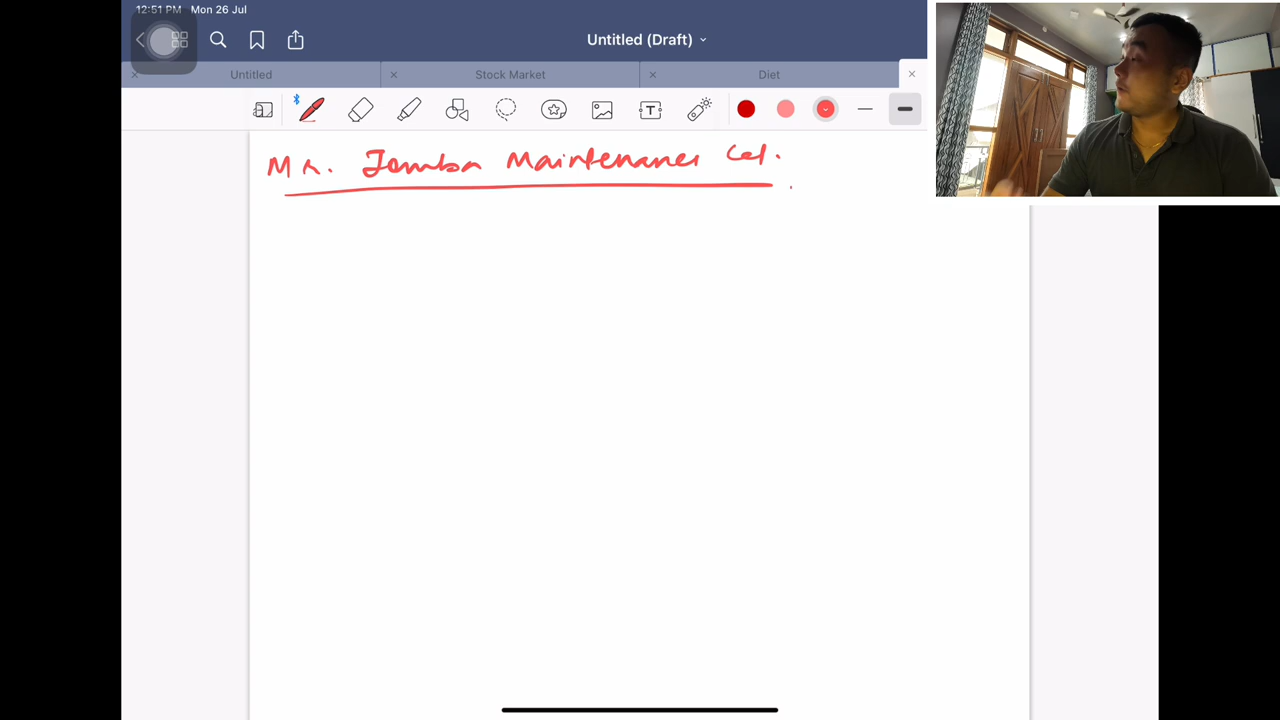 12:51 PM Mon 26 Jul
Untitled (Draft)
Untitled Stock Market Diet
T
Mr. Jomba Maintenance Cal.